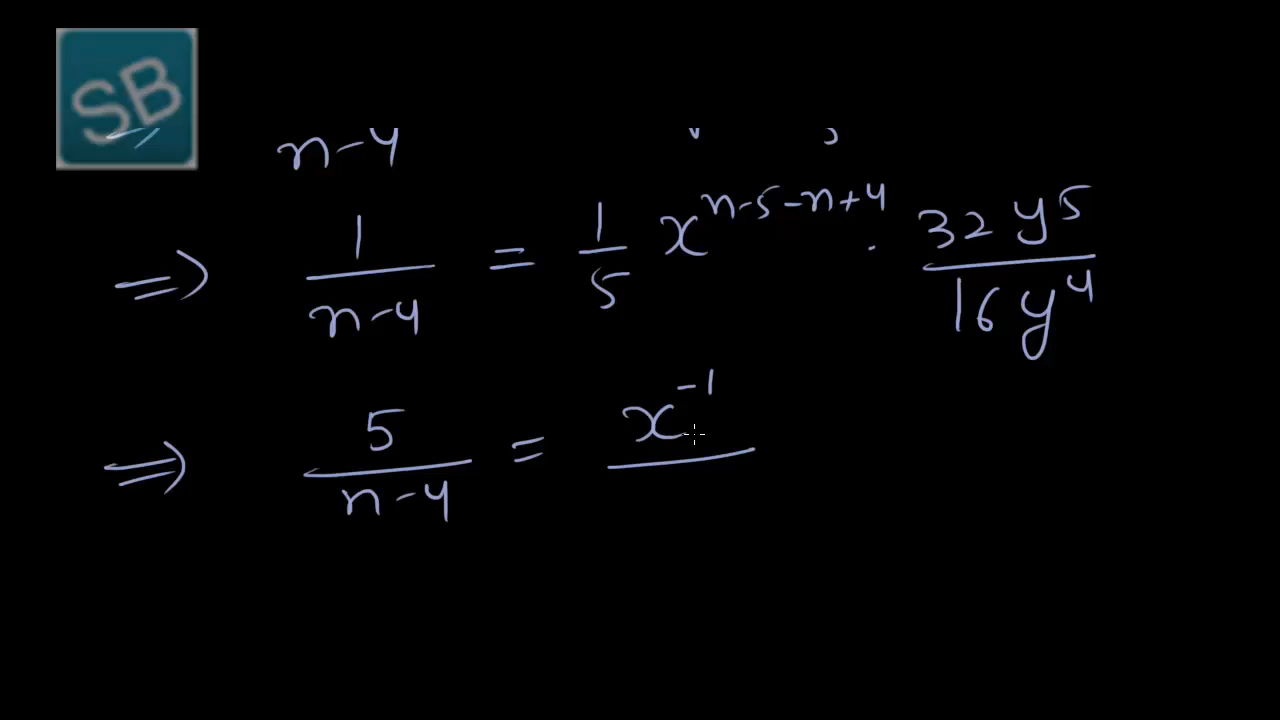 SB
n-4
⇒ 1/(n-4) = 1/5 x^(n-5-n+4) · 32y^5/16y^4
⇒ 5/(n-4) = x^(-1)/